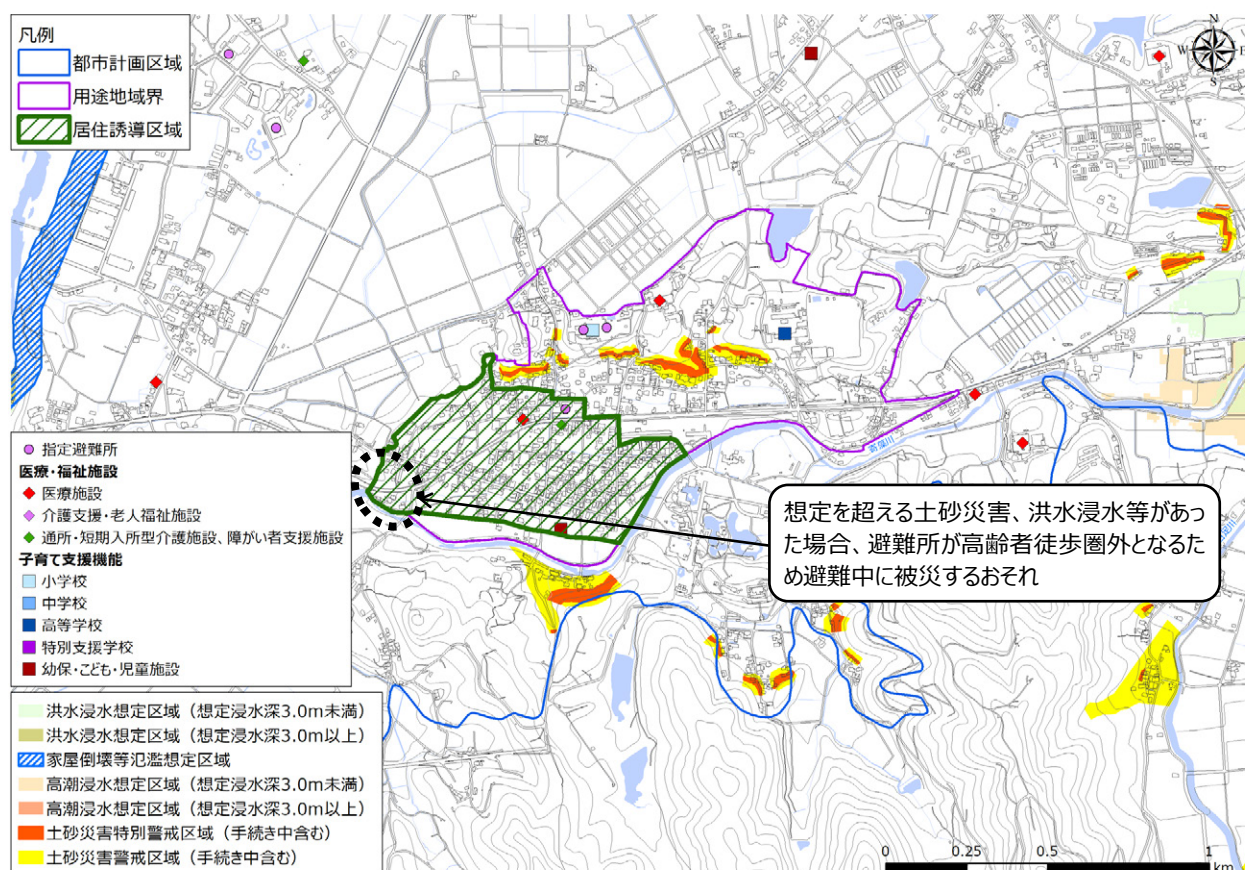 凡例
都市計画区域
用途地域界
居住誘導区域
N
W
E
S
指定避難所
医療・福祉施設
医療施設
介護支援・老人福祉施設
通所・短期入所型介護施設、障がい者支援施設
子育て支援機能
小学校
中学校
高等学校
特別支援学校
幼保・こども・児童施設
想定を超える土砂災害、洪水浸水等があっ
た場合、避難所が高齢者徒歩圏外となるた
め避難中に被災するおそれ
洪水浸水想定区域（想定浸水深3.0m未満）
洪水浸水想定区域（想定浸水深3.0m以上）
家屋倒壊等氾濫想定区域
高潮浸水想定区域（想定浸水深3.0m未満）
高潮浸水想定区域（想定浸水深3.0m以上）
土砂災害特別警戒区域（手続き中含む）
土砂災害警戒区域（手続き中含む）
0 0.25 0.5 1
km